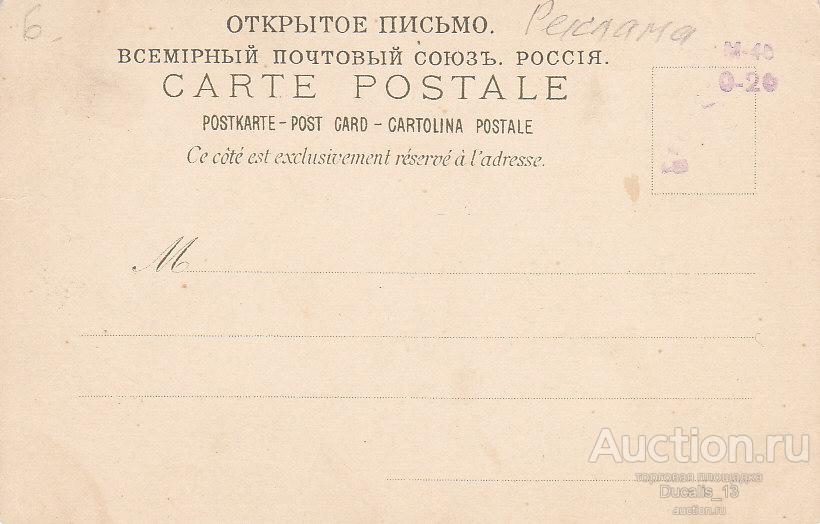 6.
Реклама
ОТКРЫТОЕ ПИСЬМО.
ВСЕМІРНЫЙ ПОЧТОВЫЙ СОЮЗЪ. РОССІЯ.
М-40
0-20
CARTE POSTALE
POSTKARTE - POST CARD - CARTOLINA POSTALE
Ce côté est exclusivement réservé à l'adresse.
M
Auction.ru
торговая площадка
Ducalis_13
auction.ru